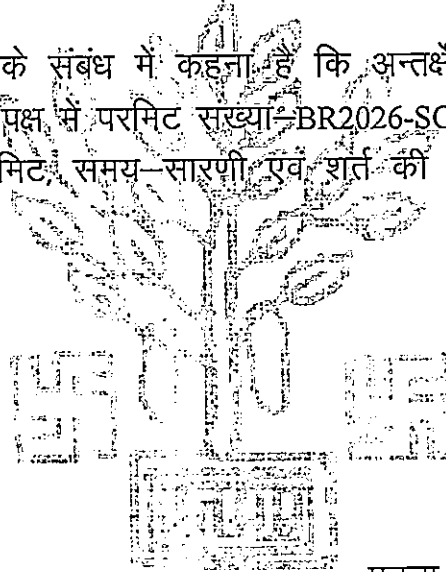 के संबंध में कहना है कि अन्तर्क्षे
पक्ष में परमिट संख्या–BR2026-SC
मिट, समय–सारणी एवं शर्त की